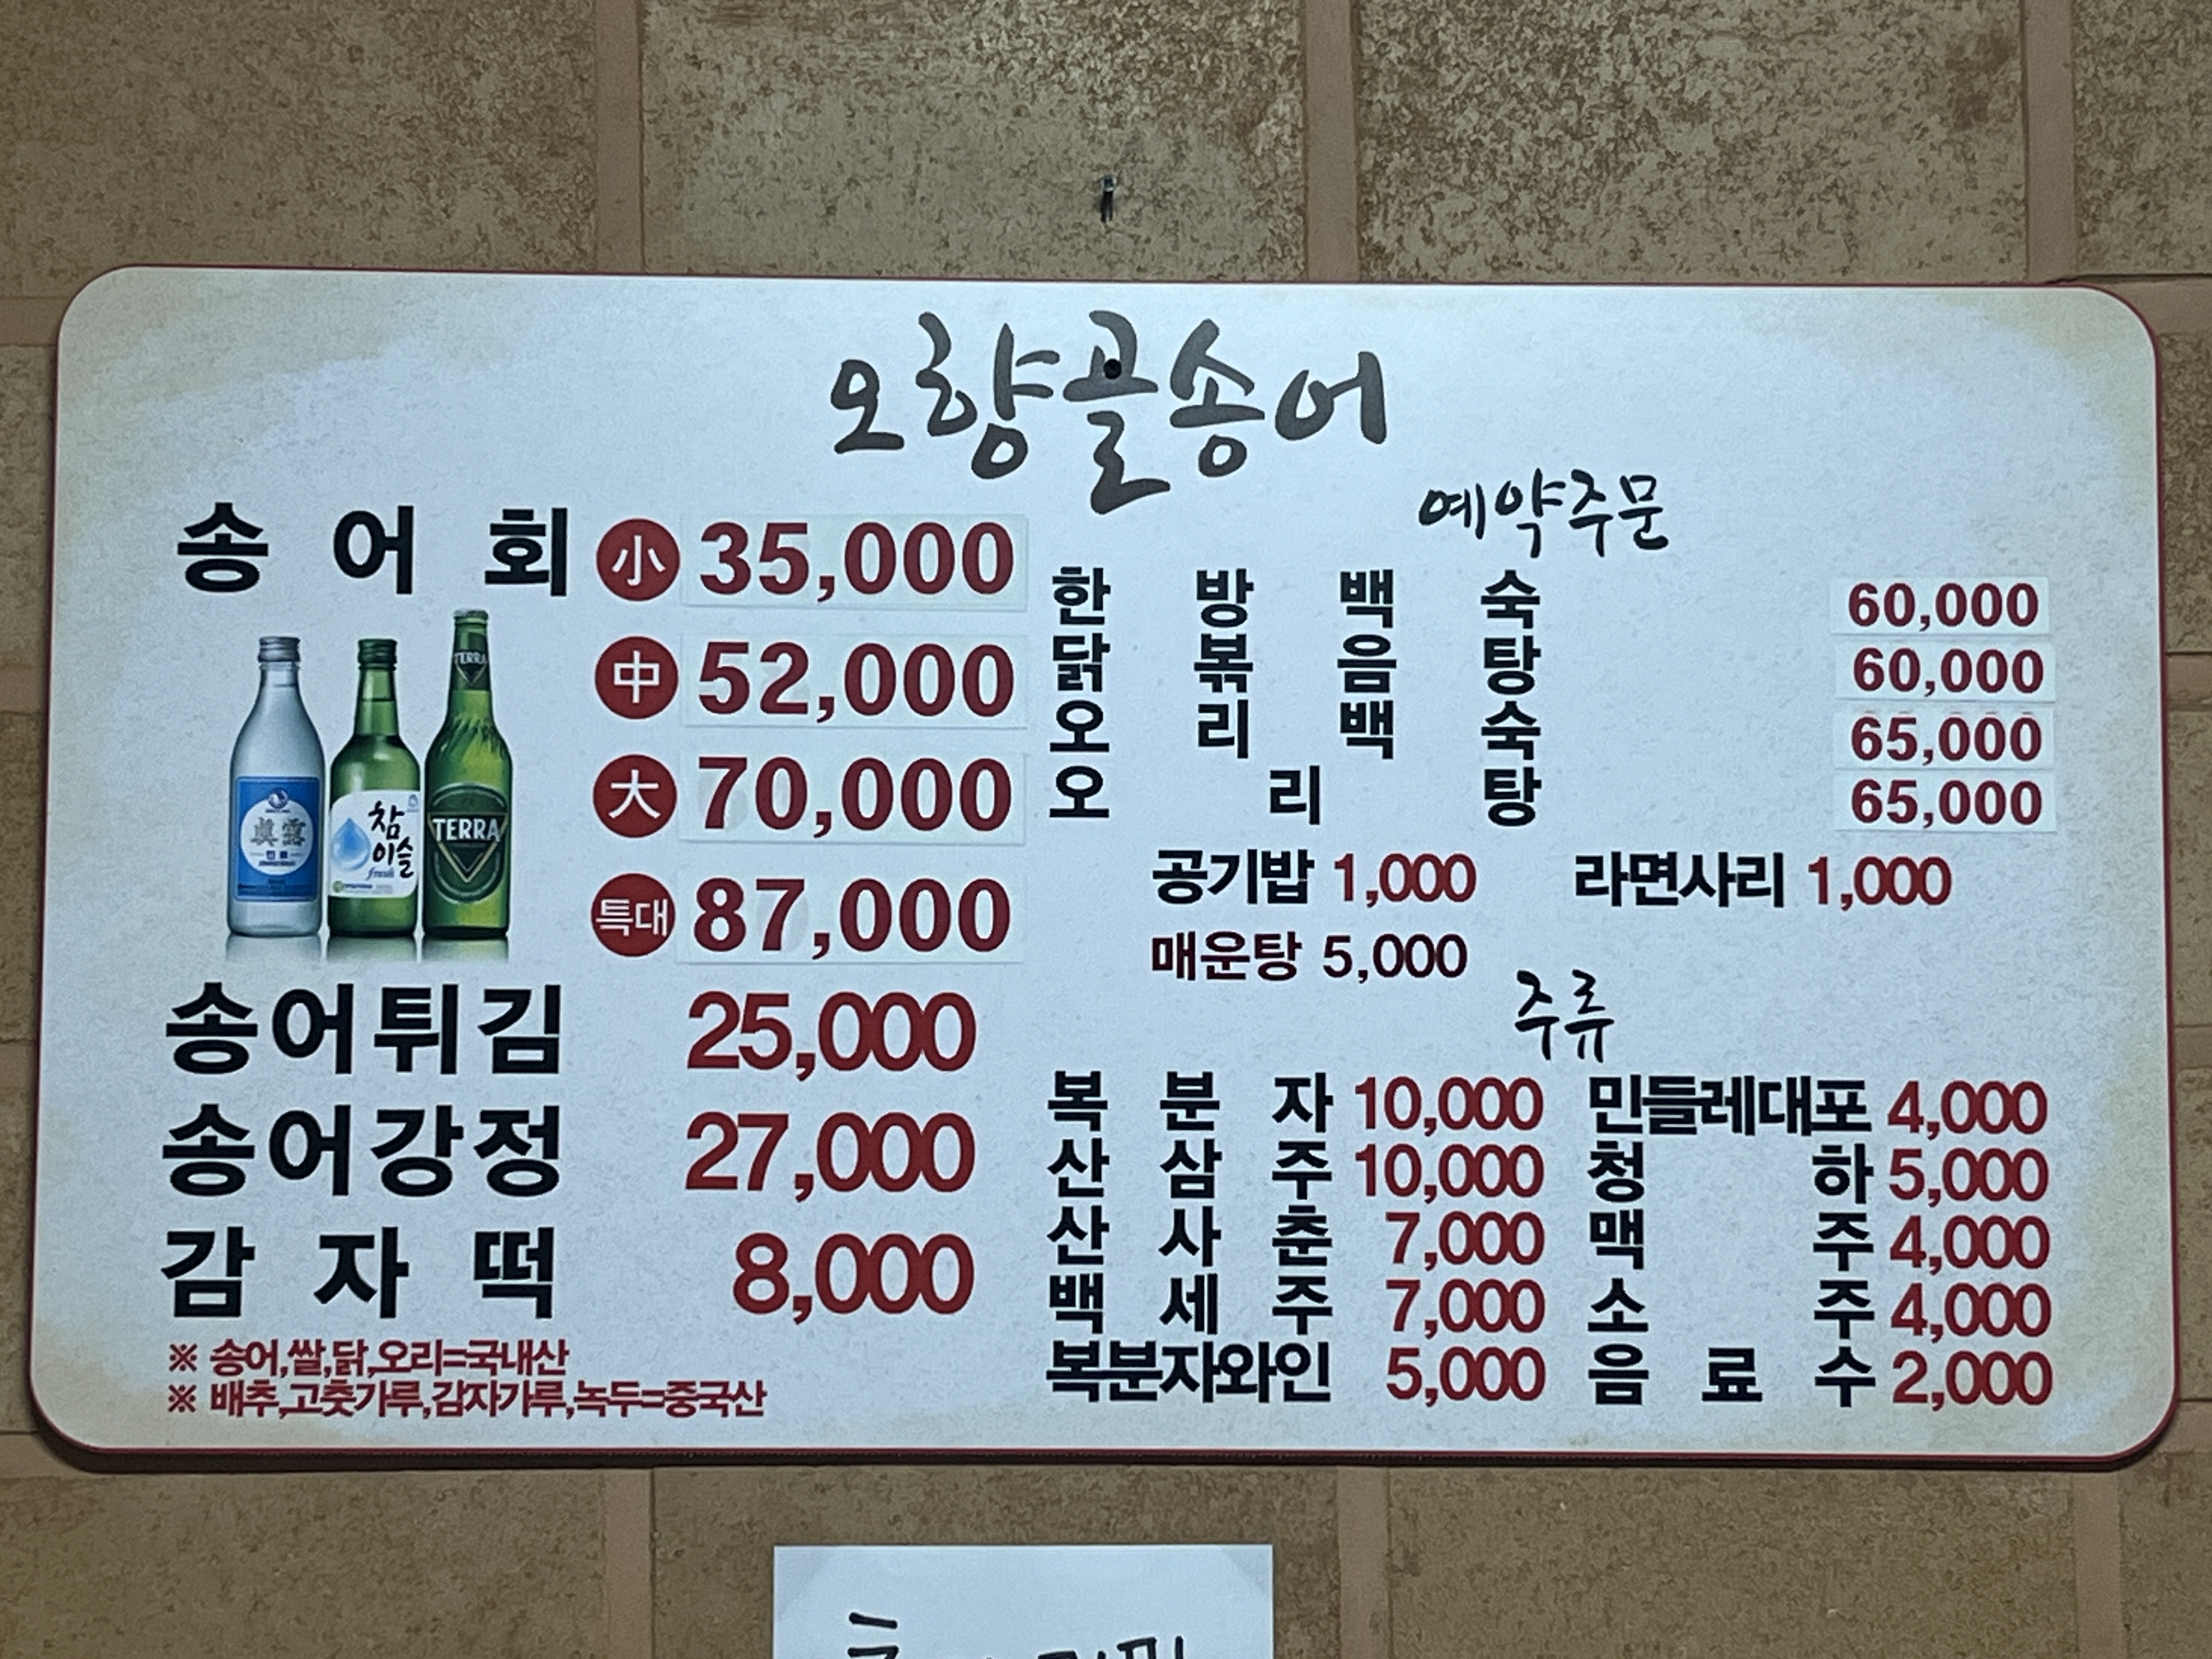 오향골송어
송어회 小 35,000
中 52,000
大 70,000
특대 87,000
眞露
참이슬
fresh
TERRA
TERRA
송어튀김 25,000
송어강정 27,000
감자떡 8,000
※ 송어,쌀,닭,오리=국내산
※ 배추,고춧가루,감자가루,녹두=중국산
예약주문
한방백숙 60,000
닭볶음탕 60,000
오리백숙 65,000
오리탕 65,000
공기밥 1,000 라면사리 1,000
매운탕 5,000
주류
복분자 10,000 민들레대포 4,000
산삼주 10,000 청하 5,000
산사춘 7,000 맥주 4,000
백세주 7,000 소주 4,000
복분자와인 5,000 음료수 2,000